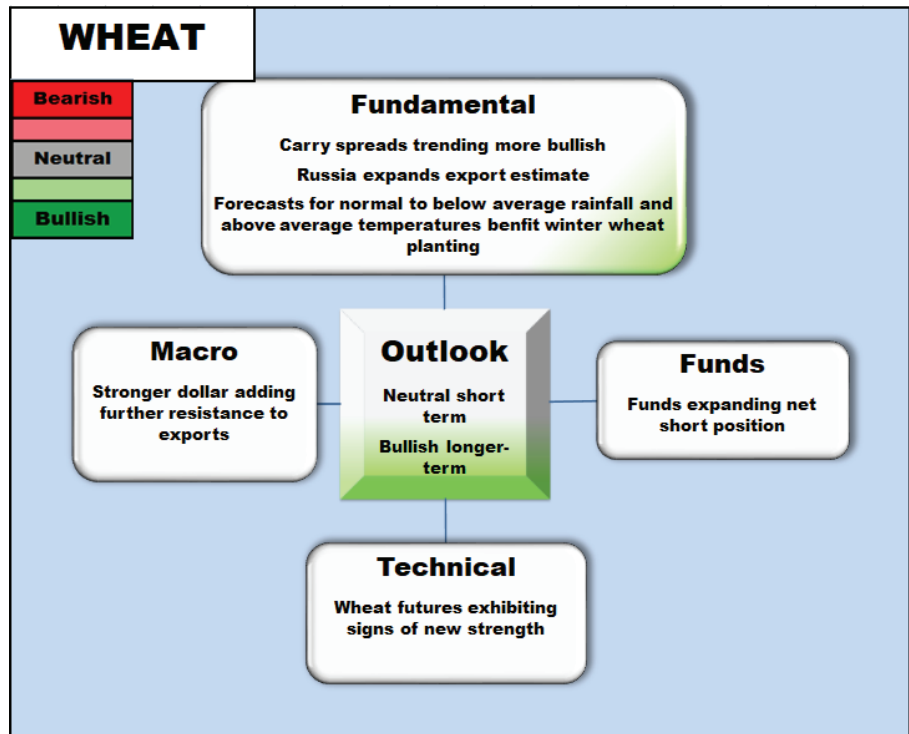 WHEAT
Bearish
Neutral
Bullish
Fundamental
Carry spreads trending more bullish
Russia expands export estimate
Forecasts for normal to below average rainfall and
above average temperatures benfit winter wheat
planting
Macro
Stronger dollar adding
further resistance to
exports
Outlook
Neutral short
term
Bullish longer-
term
Funds
Funds expanding net
short position
Technical
Wheat futures exhibiting
signs of new strength